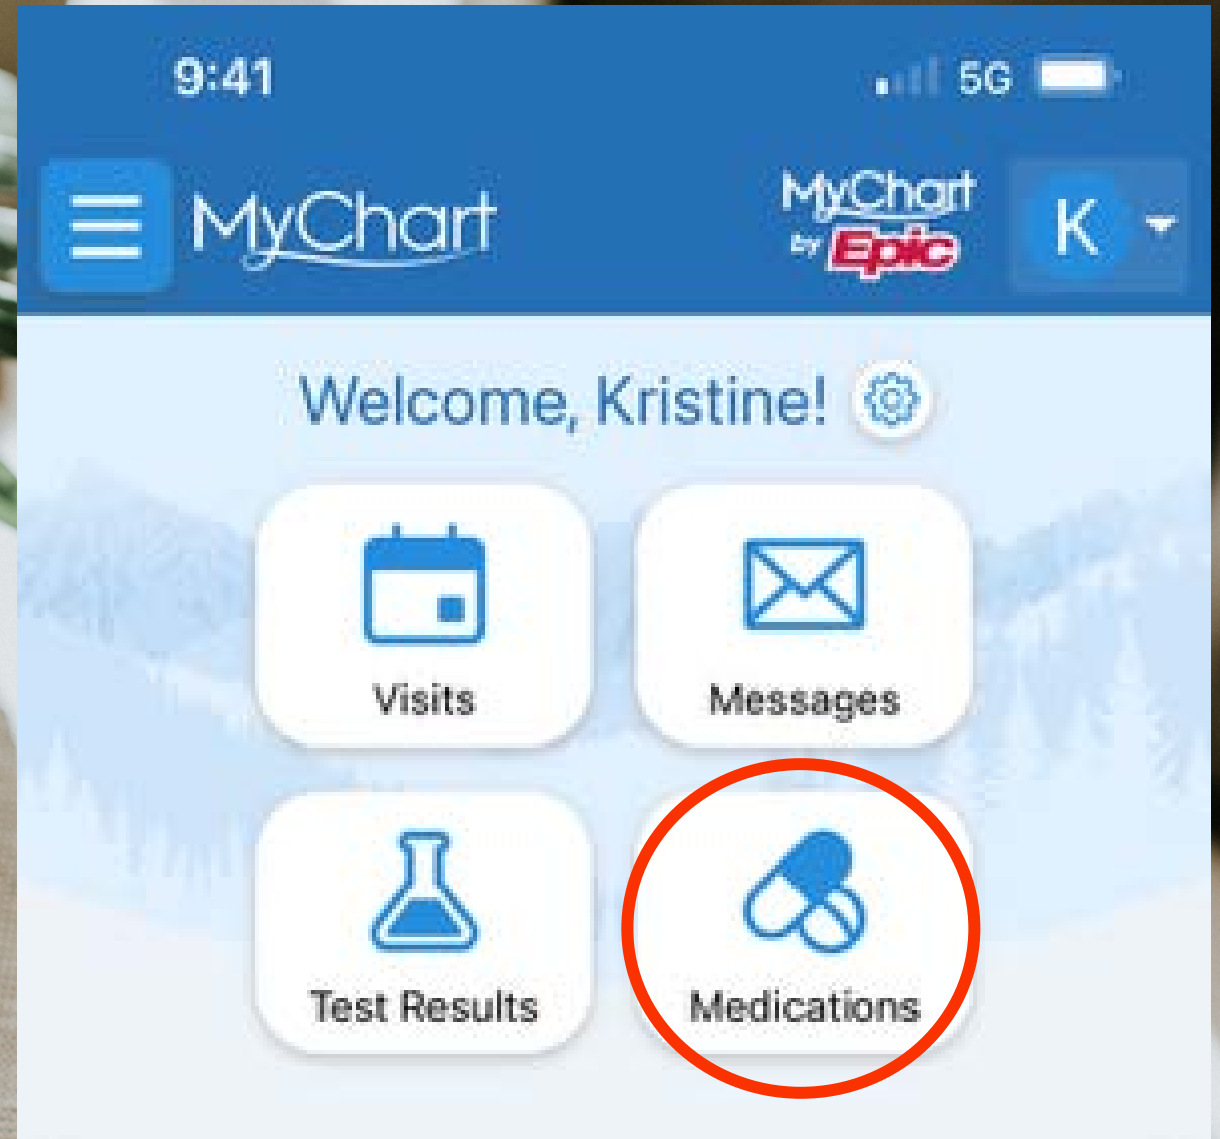 9:41 5G
MyChart MyChart
by Epic K
Welcome, Kristine!
Visits Messages
Test Results Medications